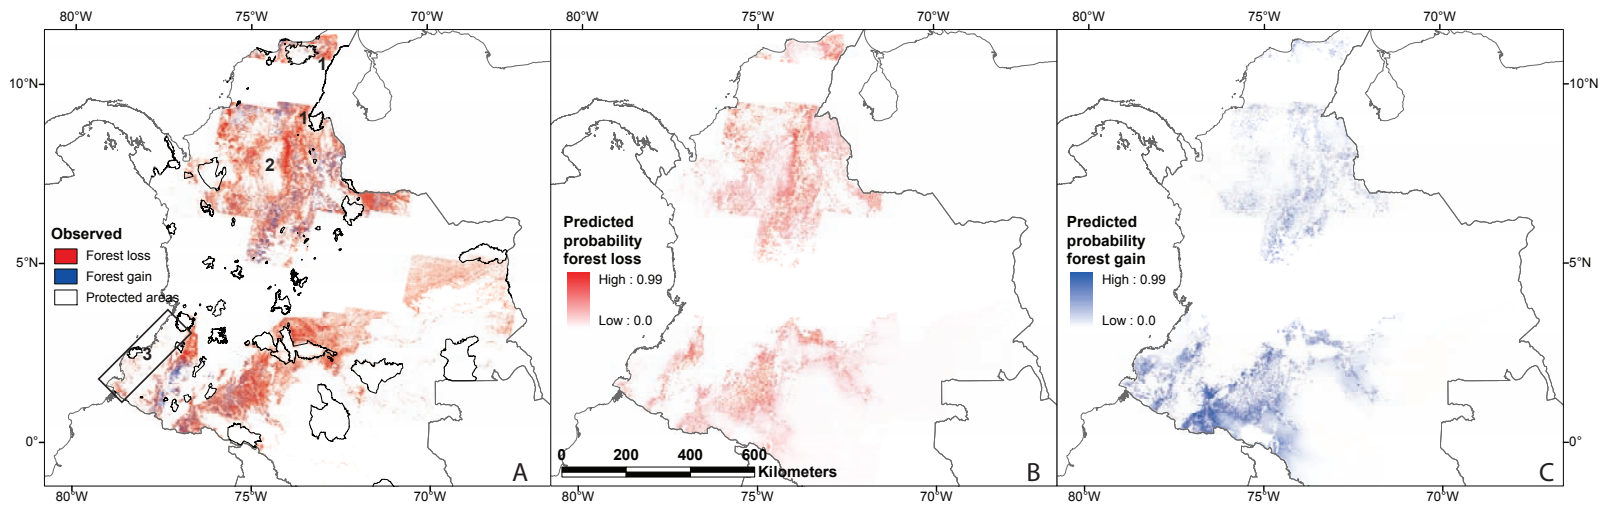 80°W 75°W 70°W 80°W 75°W 70°W 80°W 75°W 70°W
10°N 10°N
1
1
2
Observed
Forest loss
Forest gain
Protected areas
3
5°N 5°N
0° 0°
A
Predicted
probability
forest loss
High : 0.99
Low : 0.0
0 200 400 600
Kilometers
B
Predicted
probability
forest gain
High : 0.99
Low : 0.0
C
80°W 75°W 70°W 80°W 75°W 70°W 80°W 75°W 70°W